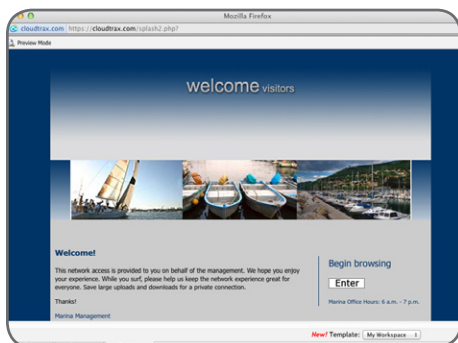 Mozilla Firefox
cloudtrax.com https://cloudtrax.com/splash2.php?
Preview Mode
welcome visitors
Welcome!
This network access is provided to you on behalf of the management. We hope you enjoy
your experience. While you surf, please help us keep the network experience great for
everyone. Save large uploads and downloads for a private connection.
Thanks!
Marina Management
Begin browsing
Enter
Marina Office Hours: 6 a.m. - 7 p.m.
New! Template: My Workspace